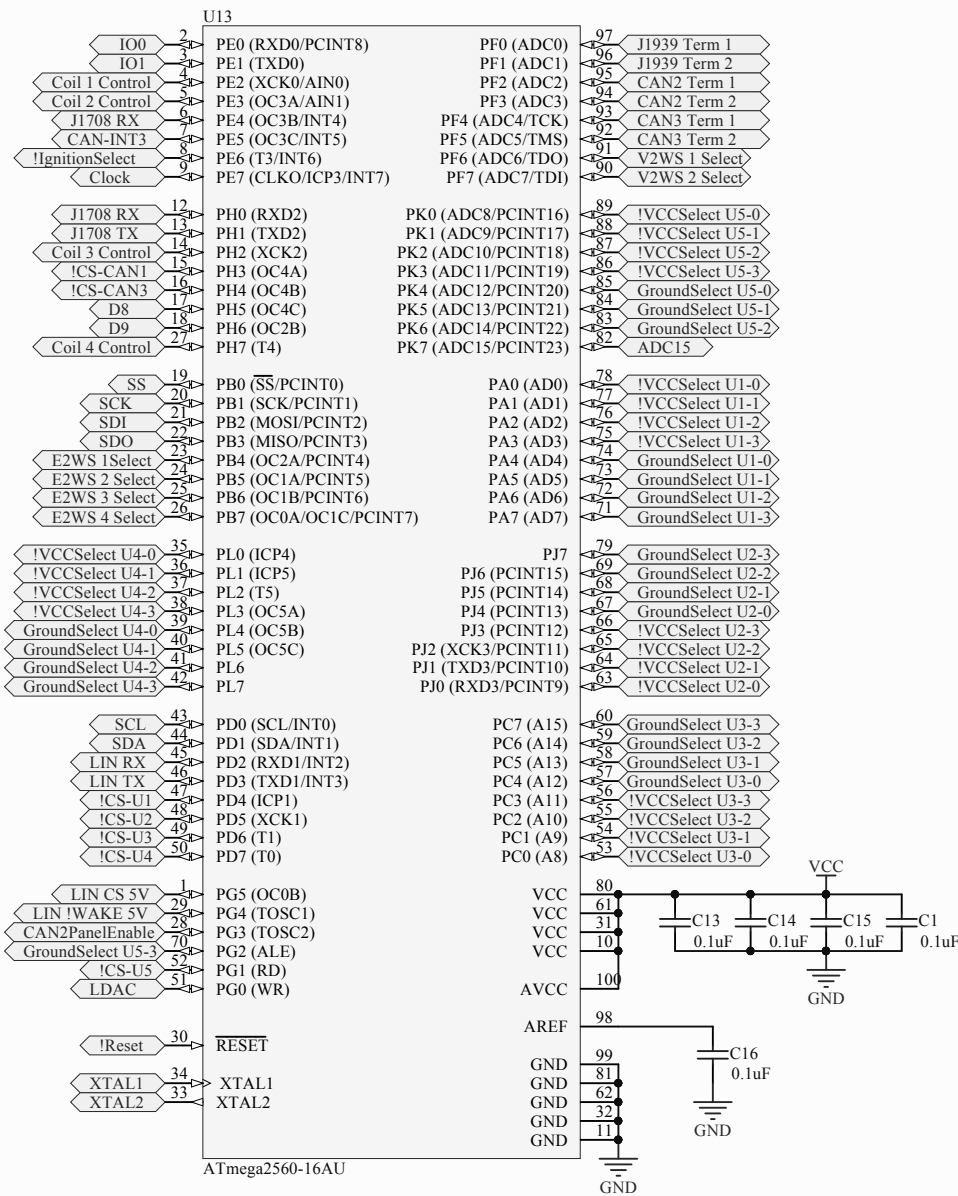 U13
IO0 2 PE0 (RXD0/PCINT8) PF0 (ADC0) 97 J1939 Term 1
IO1 3 PE1 (TXD0) PF1 (ADC1) 96 J1939 Term 2
Coil 1 Control 4 PE2 (XCK0/AIN0) PF2 (ADC2) 95 CAN2 Term 1
Coil 2 Control 5 PE3 (OC3A/AIN1) PF3 (ADC3) 94 CAN2 Term 2
J1708 RX 6 PE4 (OC3B/INT4) PF4 (ADC4/TCK) 93 CAN3 Term 1
CAN-INT3 7 PE5 (OC3C/INT5) PF5 (ADC5/TMS) 92 CAN3 Term 2
!IgnitionSelect 8 PE6 (T3/INT6) PF6 (ADC6/TDO) 91 V2WS 1 Select
Clock 9 PE7 (CLKO/ICP3/INT7) PF7 (ADC7/TDI) 90 V2WS 2 Select
J1708 RX 12 PH0 (RXD2) PK0 (ADC8/PCINT16) 89 !VCCSelect U5-0
J1708 TX 13 PH1 (TXD2) PK1 (ADC9/PCINT17) 88 !VCCSelect U5-1
Coil 3 Control 14 PH2 (XCK2) PK2 (ADC10/PCINT18) 87 !VCCSelect U5-2
!CS-CAN1 15 PH3 (OC4A) PK3 (ADC11/PCINT19) 86 !VCCSelect U5-3
!CS-CAN3 16 PH4 (OC4B) PK4 (ADC12/PCINT20) 85 GroundSelect U5-0
D8 17 PH5 (OC4C) PK5 (ADC13/PCINT21) 84 GroundSelect U5-1
D9 18 PH6 (OC2B) PK6 (ADC14/PCINT22) 83 GroundSelect U5-2
Coil 4 Control 27 PH7 (T4) PK7 (ADC15/PCINT23) 82 ADC15
SS 19 PB0 (SS/PCINT0) PA0 (AD0) 78 !VCCSelect U1-0
SCK 20 PB1 (SCK/PCINT1) PA1 (AD1) 77 !VCCSelect U1-1
SDI 21 PB2 (MOSI/PCINT2) PA2 (AD2) 76 !VCCSelect U1-2
SDO 22 PB3 (MISO/PCINT3) PA3 (AD3) 75 !VCCSelect U1-3
E2WS 1Select 23 PB4 (OC2A/PCINT4) PA4 (AD4) 74 GroundSelect U1-0
E2WS 2 Select 24 PB5 (OC1A/PCINT5) PA5 (AD5) 73 GroundSelect U1-1
E2WS 3 Select 25 PB6 (OC1B/PCINT6) PA6 (AD6) 72 GroundSelect U1-2
E2WS 4 Select 26 PB7 (OC0A/OC1C/PCINT7) PA7 (AD7) 71 GroundSelect U1-3
!VCCSelect U4-0 35 PL0 (ICP4) PJ7 79 GroundSelect U2-3
!VCCSelect U4-1 36 PL1 (ICP5) PJ6 (PCINT15) 69 GroundSelect U2-2
!VCCSelect U4-2 37 PL2 (T5) PJ5 (PCINT14) 68 GroundSelect U2-1
!VCCSelect U4-3 38 PL3 (OC5A) PJ4 (PCINT13) 67 GroundSelect U2-0
GroundSelect U4-0 39 PL4 (OC5B) PJ3 (PCINT12) 66 !VCCSelect U2-3
GroundSelect U4-1 40 PL5 (OC5C) PJ2 (XCK3/PCINT11) 65 !VCCSelect U2-2
GroundSelect U4-2 41 PL6 PJ1 (TXD3/PCINT10) 64 !VCCSelect U2-1
GroundSelect U4-3 42 PL7 PJ0 (RXD3/PCINT9) 63 !VCCSelect U2-0
SCL 43 PD0 (SCL/INT0) PC7 (A15) 60 GroundSelect U3-3
SDA 44 PD1 (SDA/INT1) PC6 (A14) 59 GroundSelect U3-2
LIN RX 45 PD2 (RXD1/INT2) PC5 (A13) 58 GroundSelect U3-1
LIN TX 46 PD3 (TXD1/INT3) PC4 (A12) 57 GroundSelect U3-0
!CS-U1 47 PD4 (ICP1) PC3 (A11) 56 !VCCSelect U3-3
!CS-U2 48 PD5 (XCK1) PC2 (A10) 55 !VCCSelect U3-2
!CS-U3 49 PD6 (T1) PC1 (A9) 54 !VCCSelect U3-1
!CS-U4 50 PD7 (T0) PC0 (A8) 53 !VCCSelect U3-0
VCC
LIN CS 5V 1 PG5 (OC0B) VCC 80
LIN !WAKE 5V 29 PG4 (TOSC1) VCC 61
CAN2PanelEnable 28 PG3 (TOSC2) VCC 31 C13 C14 C15 C1
GroundSelect U5-3 70 PG2 (ALE) VCC 10 0.1uF 0.1uF 0.1uF 0.1uF
!CS-U5 52 PG1 (RD)
LDAC 51 PG0 (WR) AVCC 100 GND
AREF 98
!Reset 30 RESET C16
GND 99 0.1uF
XTAL1 34 XTAL1 GND 81
XTAL2 33 XTAL2 GND 62
GND 32 GND
GND 11
ATmega2560-16AU
GND